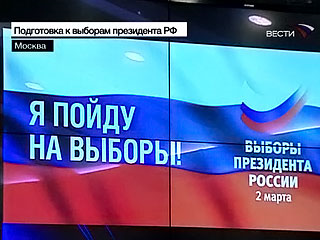 Подготовка к выборам президента РФ
Москва
ВЕСТИ
Я ПОЙДУ
НА ВЫБОРЫ!
ВЫБОРЫ
ПРЕЗИДЕНТА
РОССИИ
2 марта